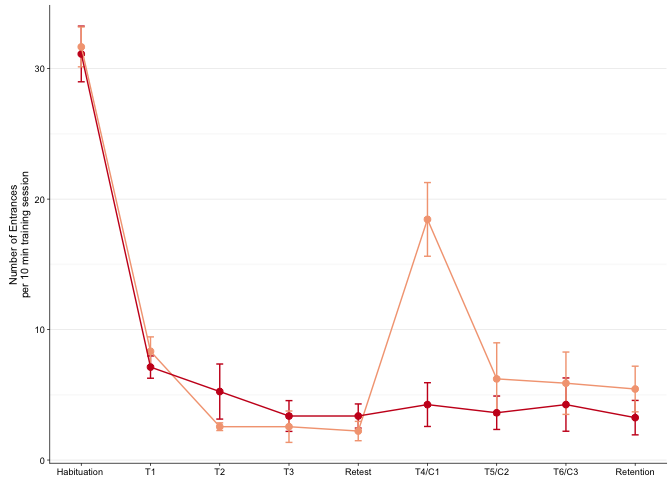 Number of Entrances
per 10 min training session
30
20
10
0
Habituation T1 T2 T3 Retest T4/C1 T5/C2 T6/C3 Retention